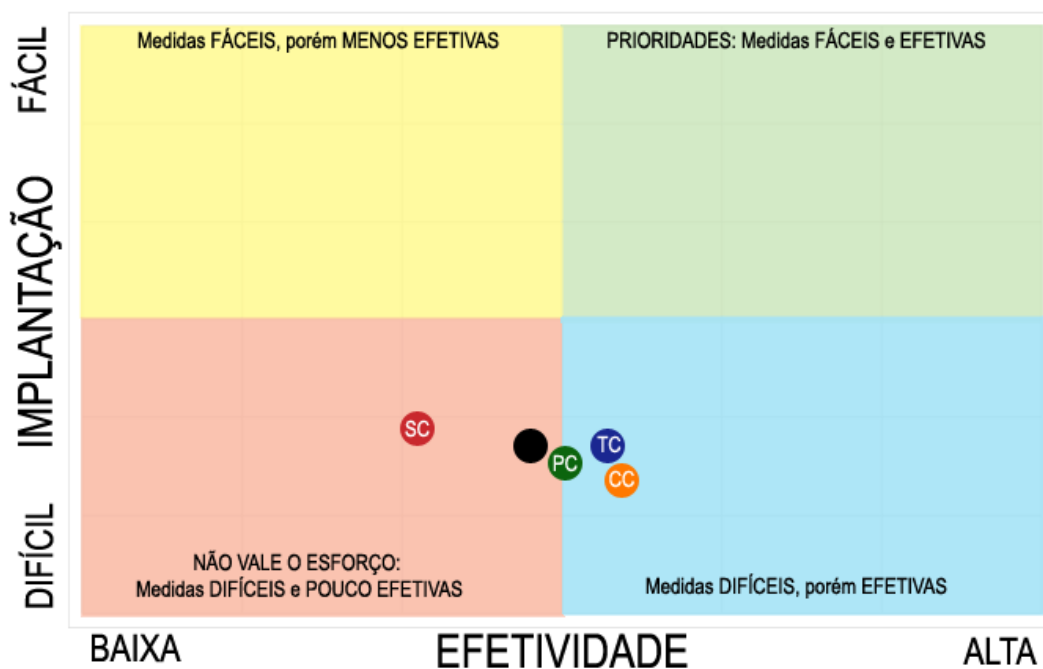 Medidas FÁCEIS, porém MENOS EFETIVAS
PRIORIDADES: Medidas FÁCEIS e EFETIVAS
FÁCIL
IMPLANTAÇÃO
DIFÍCIL
SC
PC
TC
CC
NÃO VALE O ESFORÇO:
Medidas DIFÍCEIS e POUCO EFETIVAS
Medidas DIFÍCEIS, porém EFETIVAS
BAIXA
EFETIVIDADE
ALTA